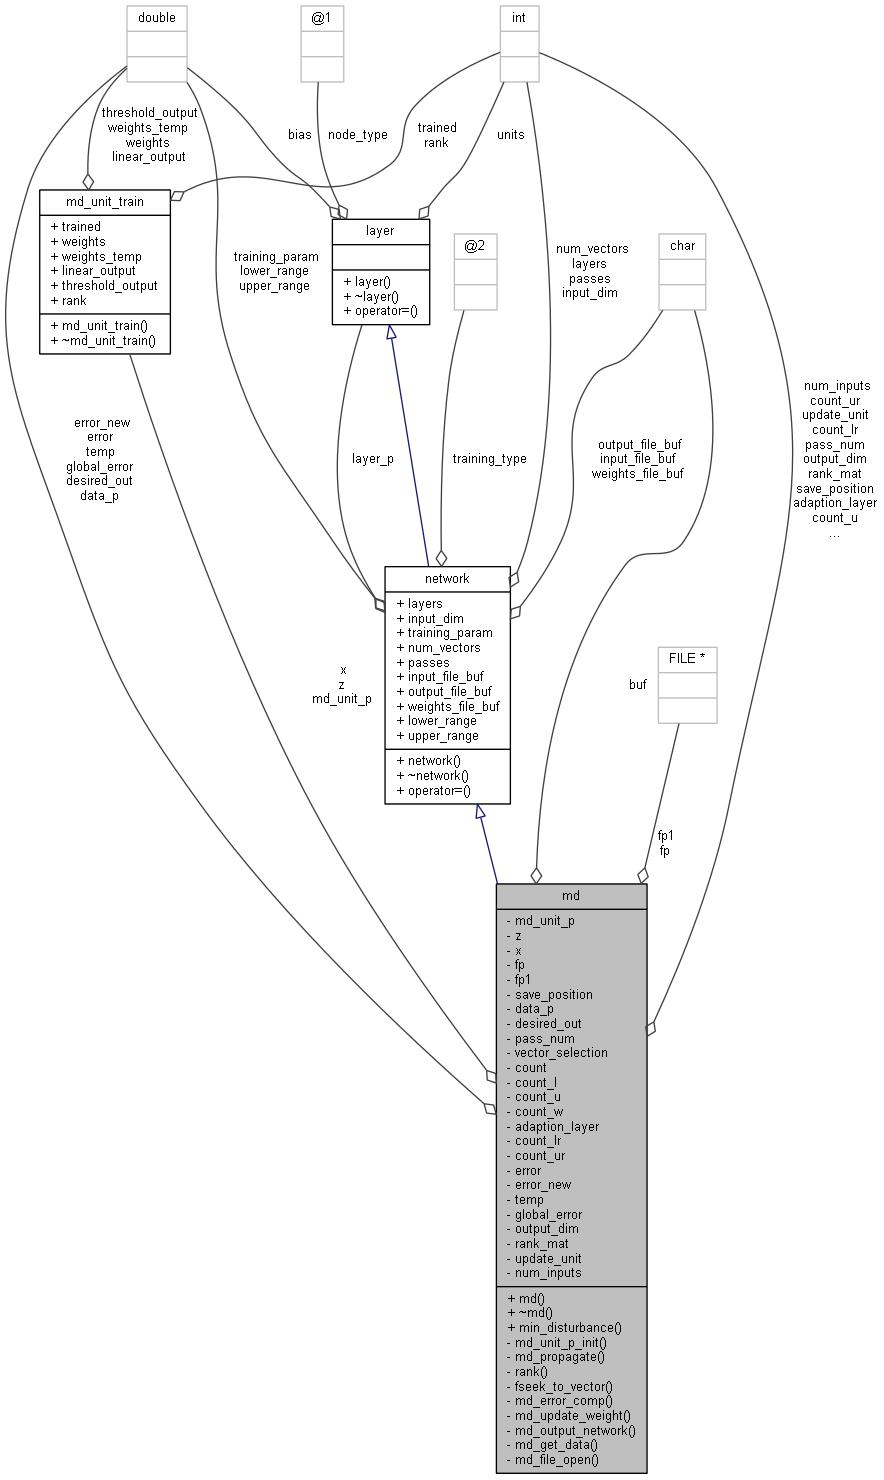 double
@1
int
threshold_output
weights_temp
weights
linear_output
bias
node_type
trained
rank
units
md_unit_train
+ trained
+ weights
+ weights_temp
+ linear_output
+ threshold_output
+ rank
+ md_unit_train()
+ ~md_unit_train()
layer
+ layer()
+ ~layer()
+ operator=()
training_param
lower_range
upper_range
@2
num_vectors
layers
passes
input_dim
char
error_new
error
temp
global_error
desired_out
data_p
layer_p
training_type
output_file_buf
input_file_buf
weights_file_buf
num_inputs
count_ur
update_unit
count_lr
pass_num
output_dim
rank_mat
save_position
adaption_layer
count_u
...
network
+ layers
+ input_dim
+ training_param
+ num_vectors
+ passes
+ input_file_buf
+ output_file_buf
+ weights_file_buf
+ lower_range
+ upper_range
+ network()
+ ~network()
+ operator=()
x
z
md_unit_p
buf
FILE *
fp1
fp
md
- md_unit_p
- z
- x
- fp
- fp1
- save_position
- data_p
- desired_out
- pass_num
- vector_selection
- count
- count_l
- count_u
- count_w
- adaption_layer
- count_lr
- count_ur
- error
- error_new
- temp
- global_error
- output_dim
- rank_mat
- update_unit
- num_inputs
+ md()
+ ~md()
+ min_disturbance()
- md_unit_p_init()
- md_propagate()
- rank()
- fseek_to_vector()
- md_error_comp()
- md_update_weight()
- md_output_network()
- md_get_data()
- md_file_open()